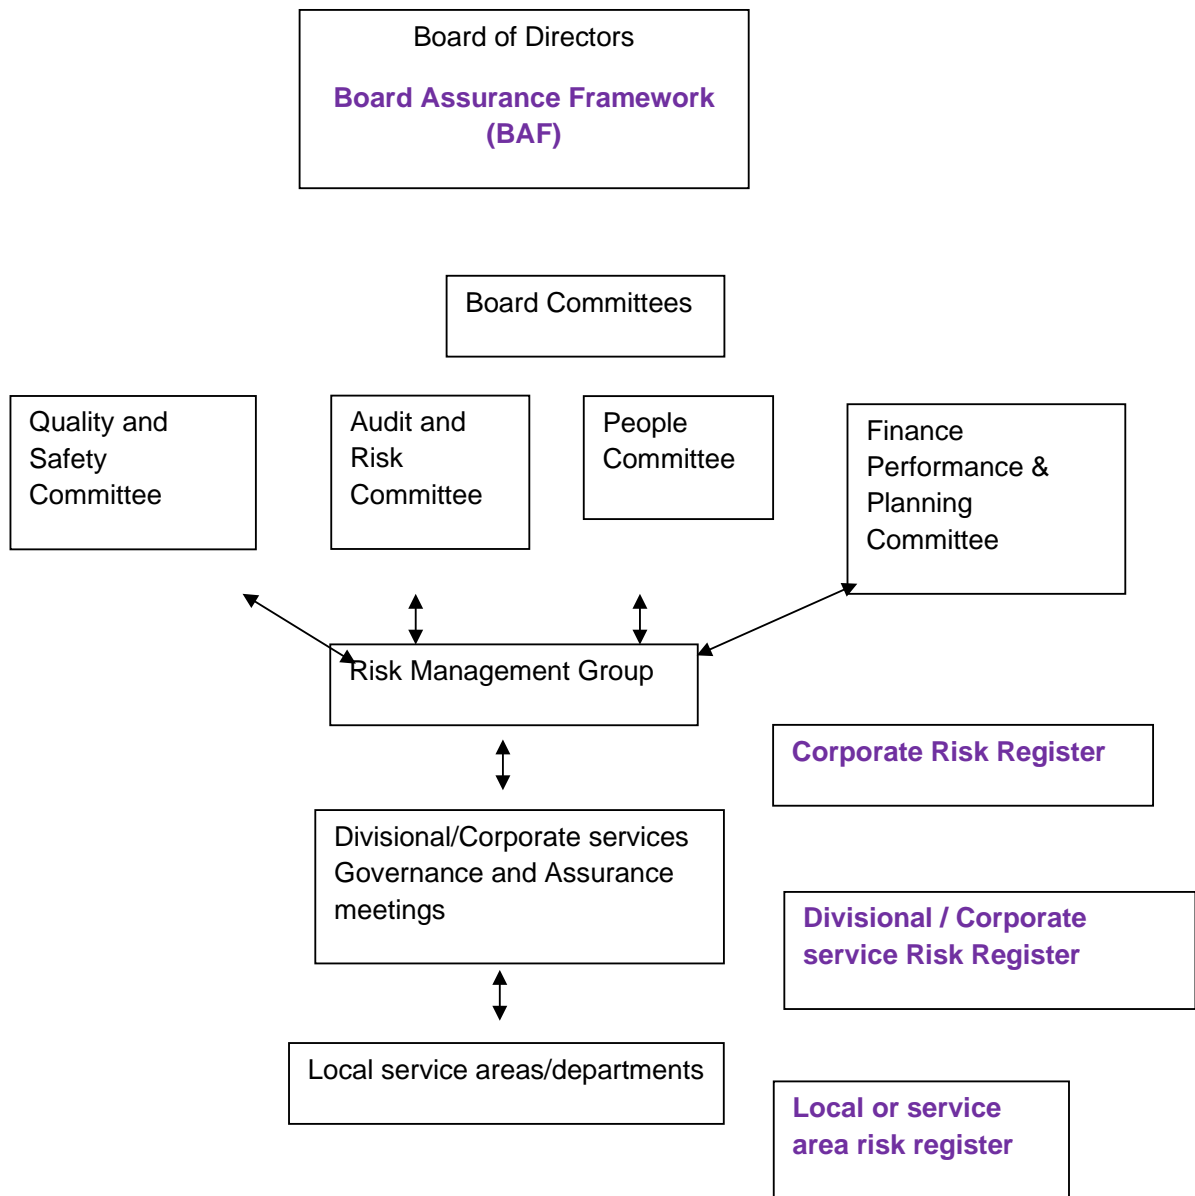 Board of Directors
Board Assurance Framework
(BAF)
Board Committees
Quality and
Safety
Committee
Audit and
Risk
Committee
People
Committee
Finance
Performance &
Planning
Committee
Risk Management Group
Corporate Risk Register
Divisional/Corporate services
Governance and Assurance
meetings
Divisional / Corporate
service Risk Register
Local service areas/departments
Local or service
area risk register